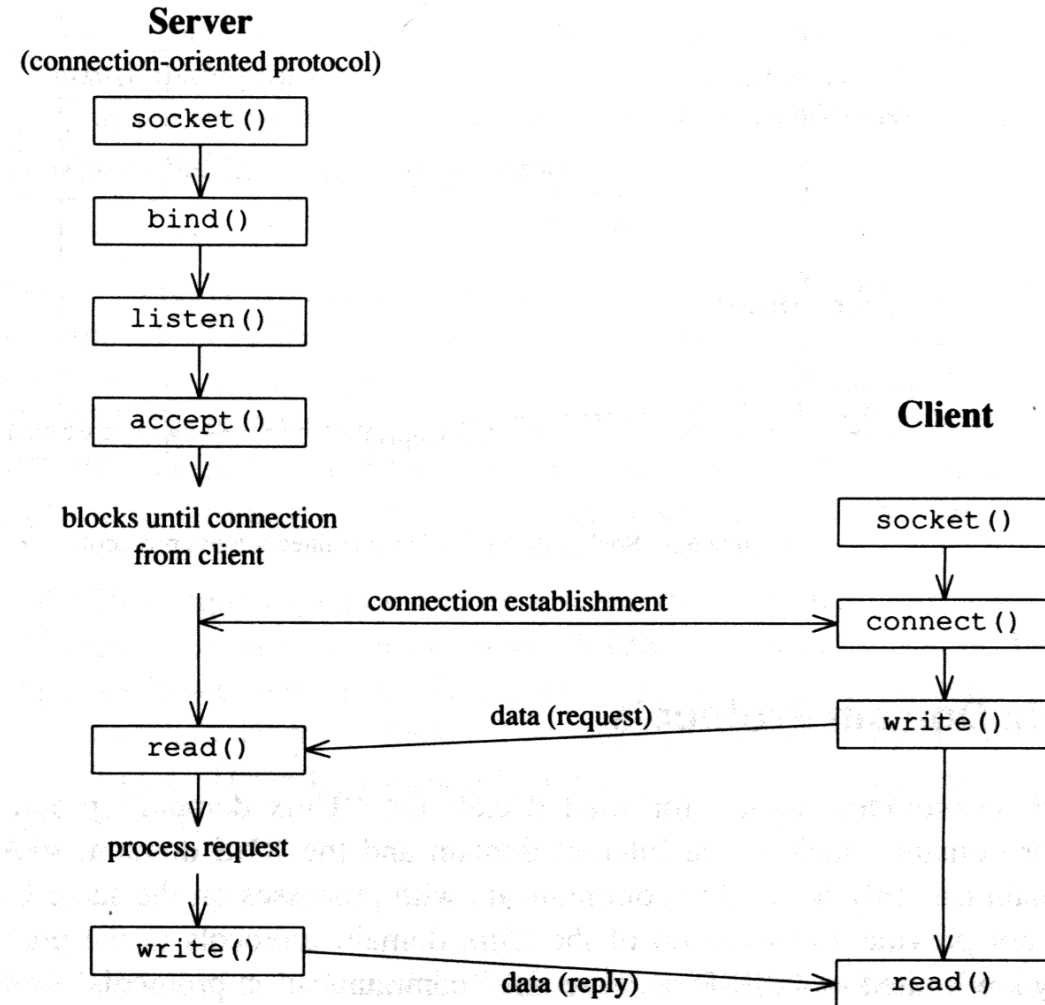 Server
(connection-oriented protocol)
socket()
bind()
listen()
accept()
blocks until connection
from client
Client
socket()
connection establishment
connect()
data (request)
write()
read()
process request
write()
data (reply)
read()